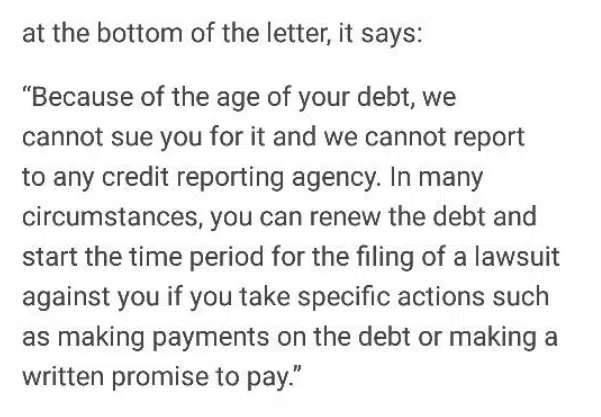 at the bottom of the letter, it says:
“Because of the age of your debt, we
cannot sue you for it and we cannot report
to any credit reporting agency. In many
circumstances, you can renew the debt and
start the time period for the filing of a lawsuit
against you if you take specific actions such
as making payments on the debt or making a
written promise to pay.”